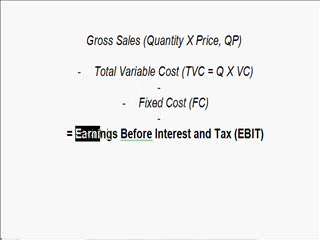 Gross Sales (Quantity X Price, QP)
- Total Variable Cost (TVC = Q X VC)
-
- Fixed Cost (FC)
-
= Earnings Before Interest and Tax (EBIT)